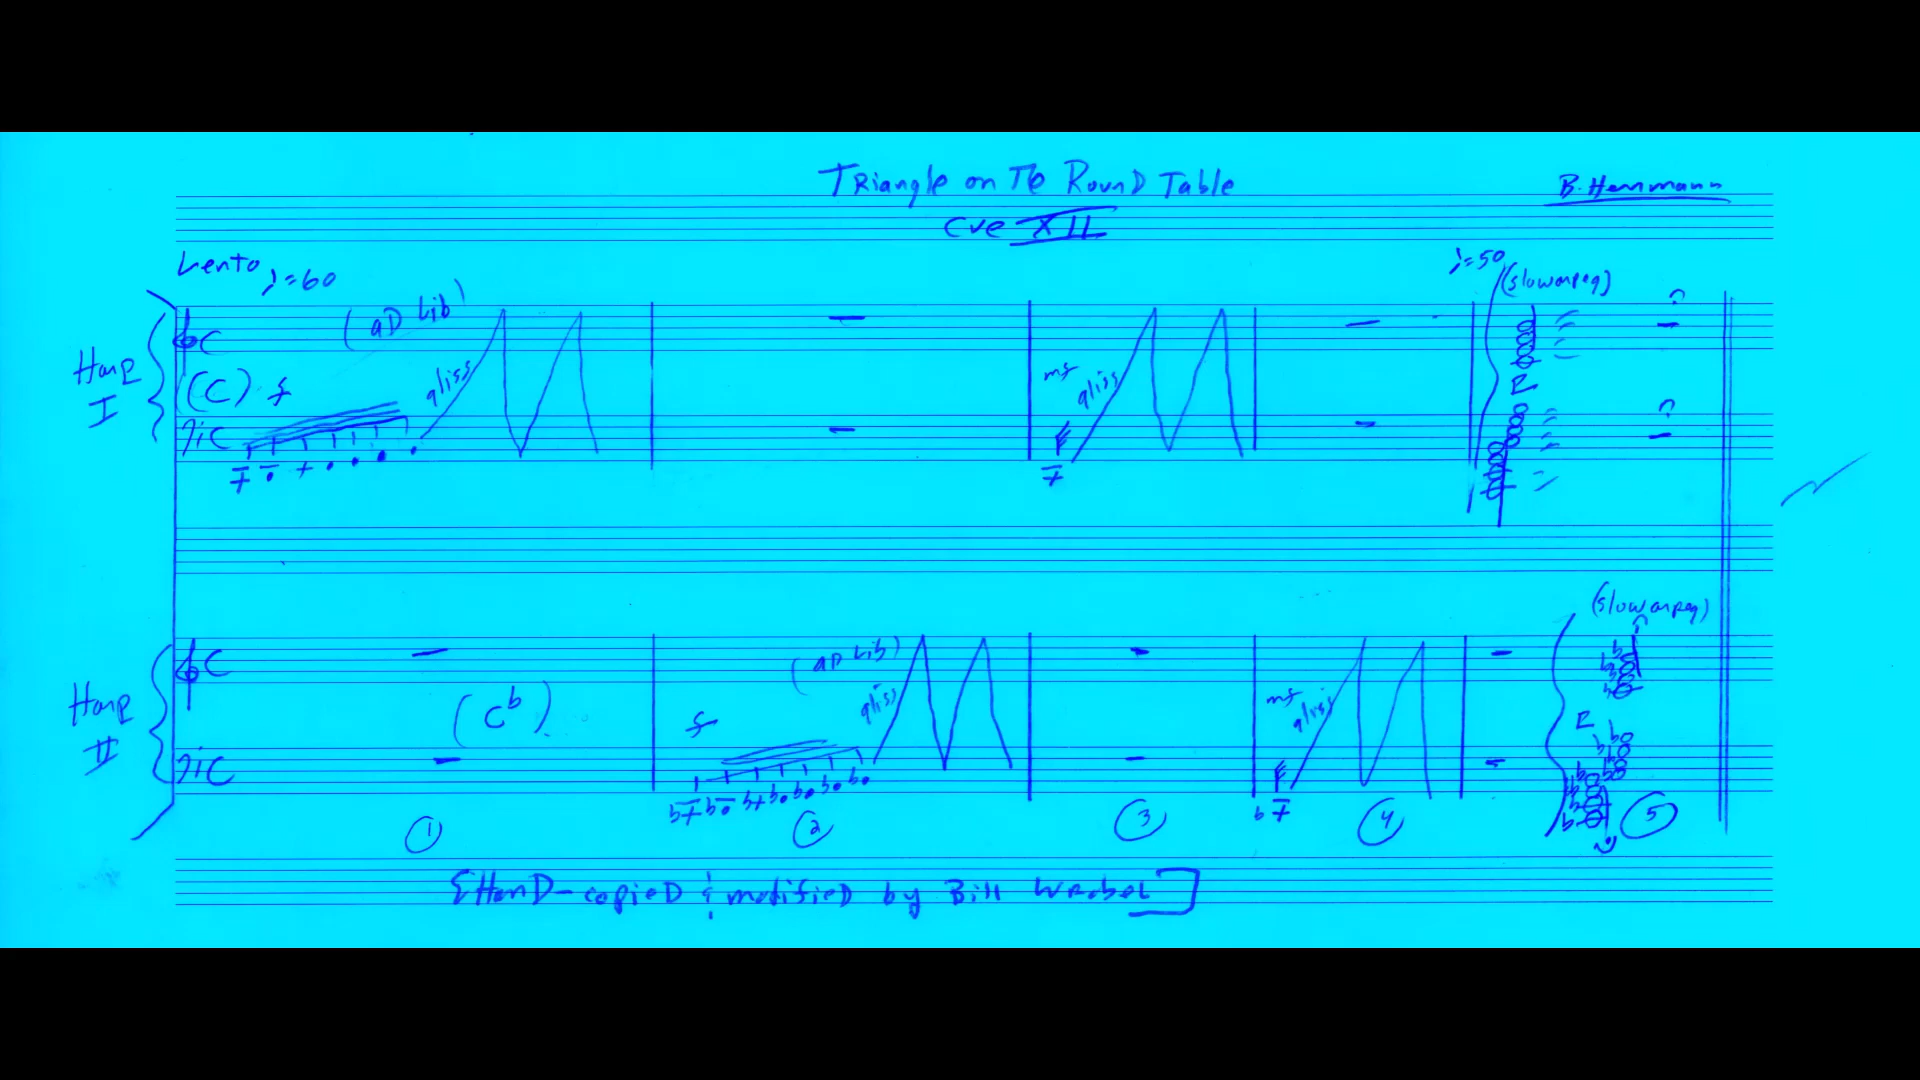 Triangle on The Round Table
B. Herrmann
Cue XII
Lento ♩=60
♩=50
(slow arpeg)
(ad lib)
Harp I
(C) f
gliss
mf
gliss
(slow arpeg)
(ad lib)
Harp II
(C♭)
f
gliss
mf
gliss
1 2 3 4 5
[Hand-copied & modified by Bill Wrobel]